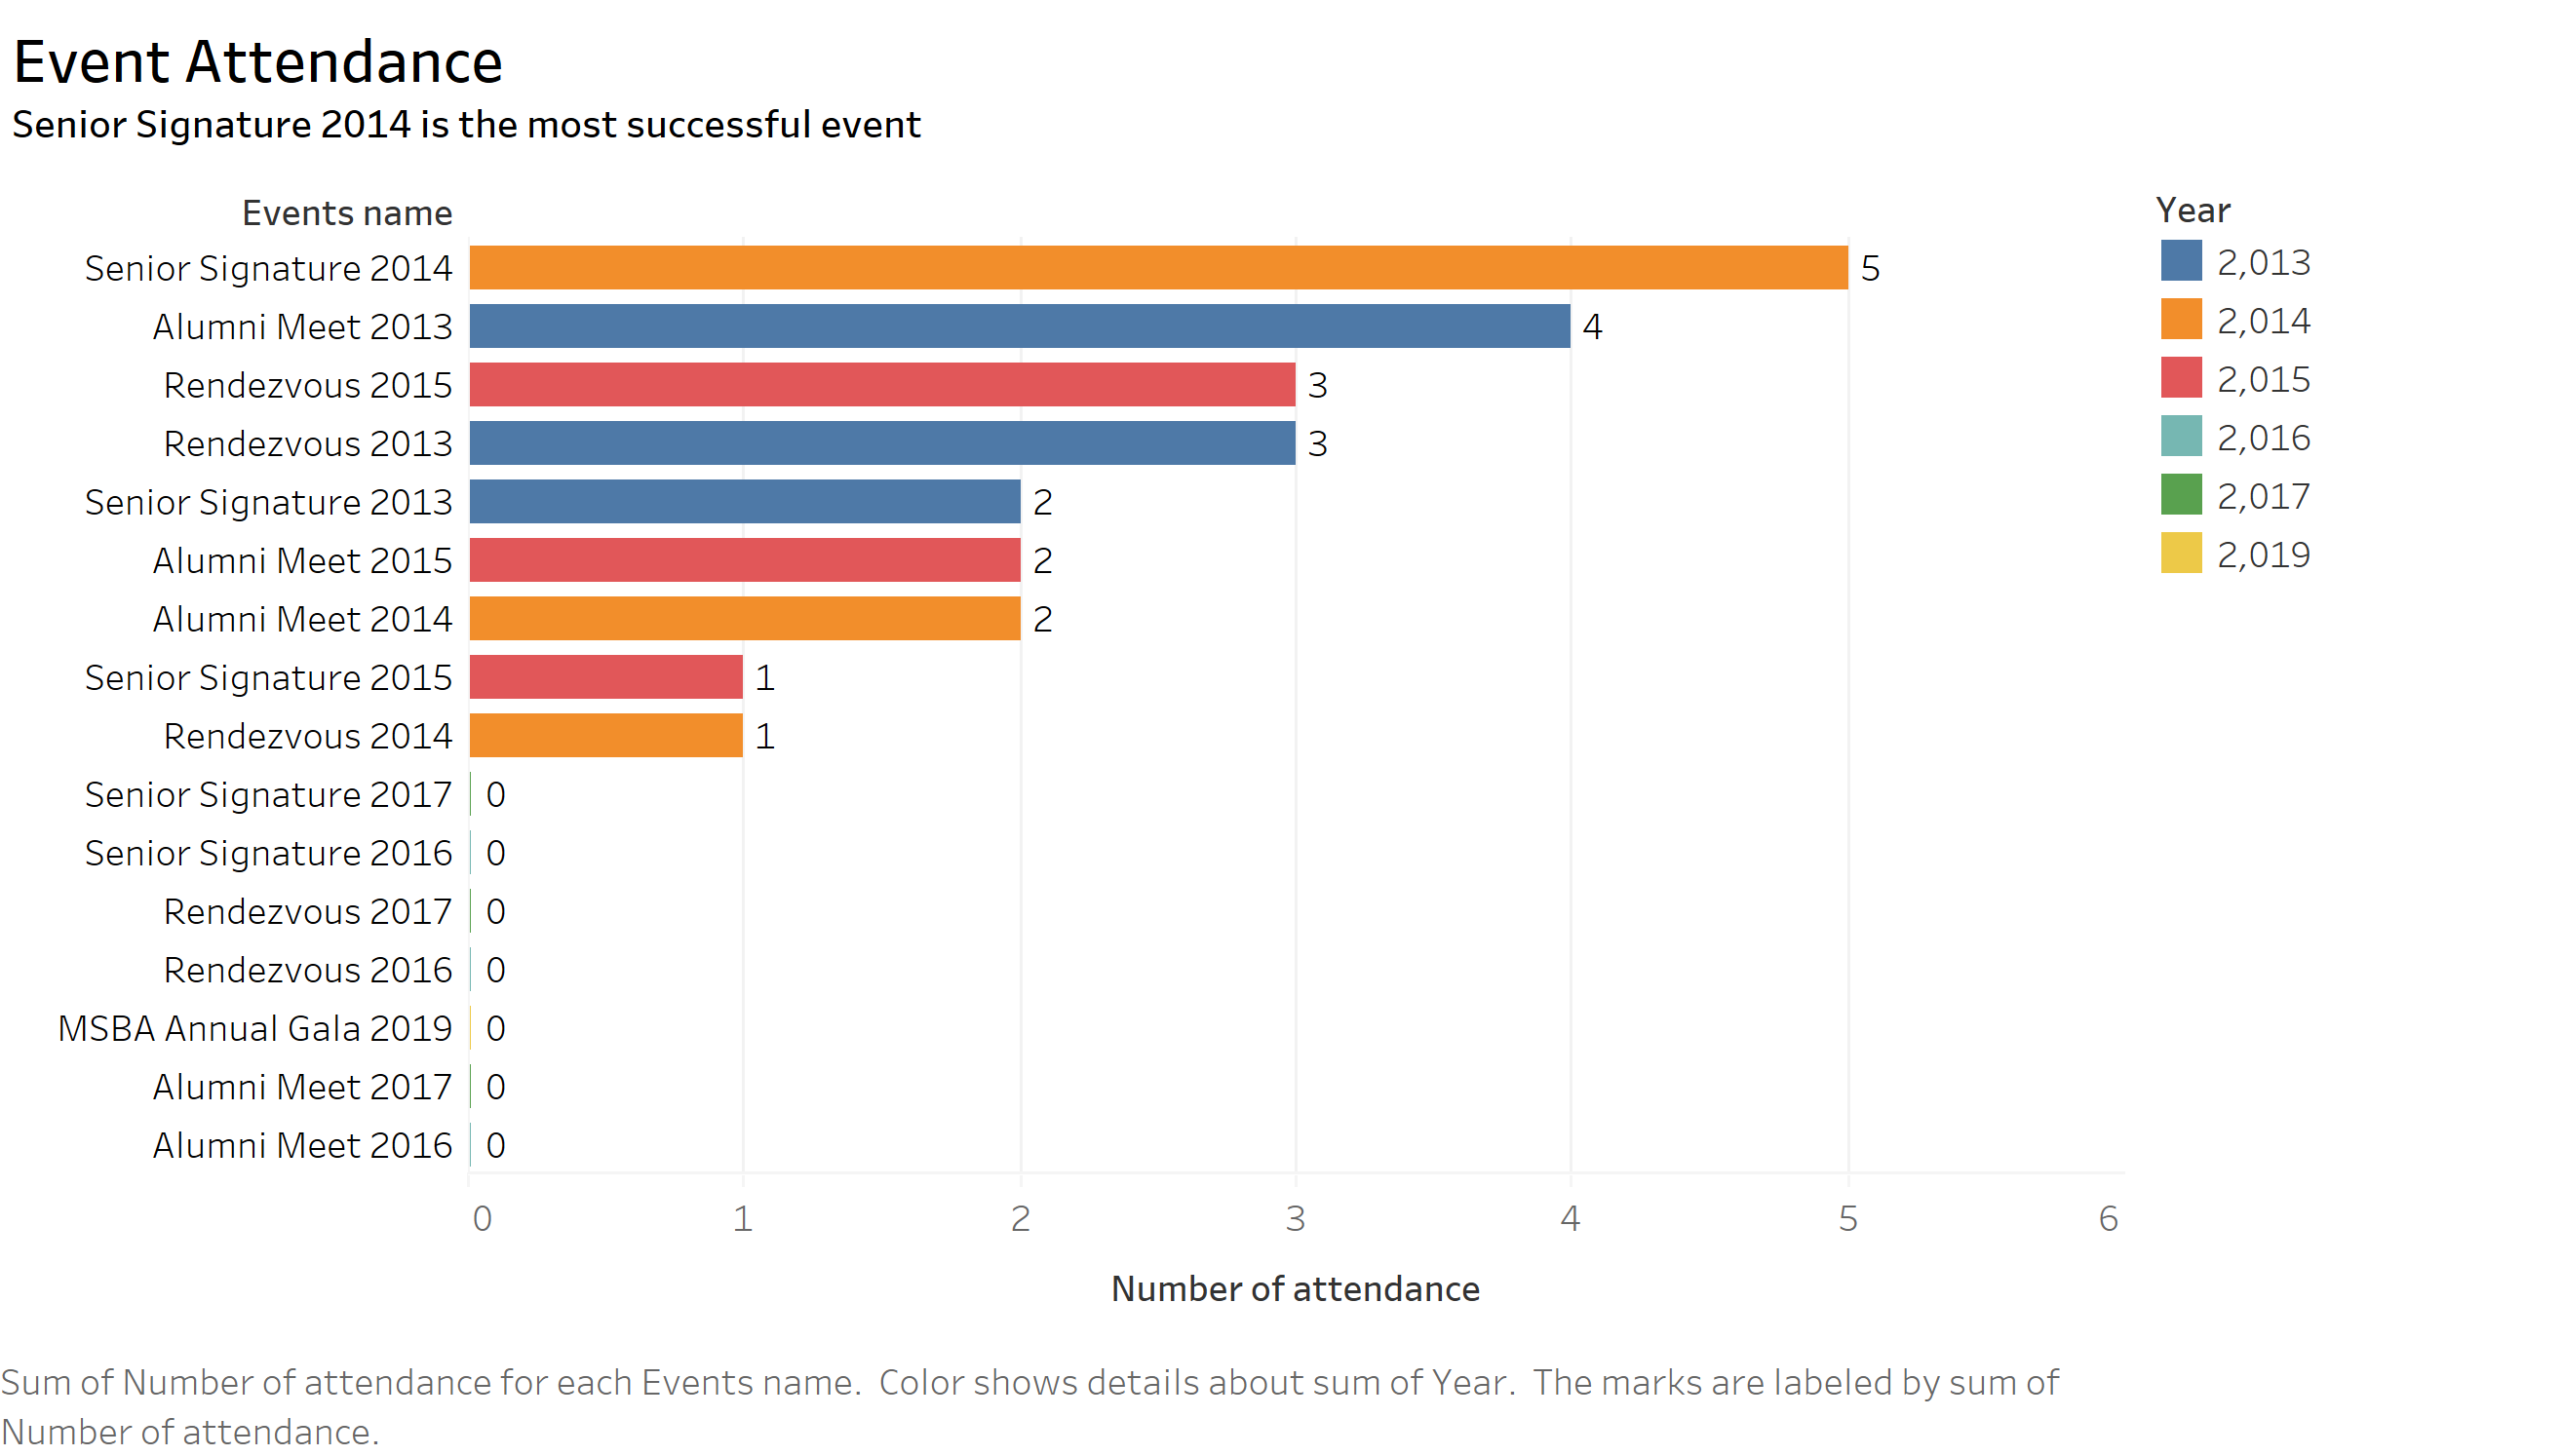 Event Attendance
Senior Signature 2014 is the most successful event
Events name
Senior Signature 2014 5
Alumni Meet 2013 4
Rendezvous 2015 3
Rendezvous 2013 3
Senior Signature 2013 2
Alumni Meet 2015 2
Alumni Meet 2014 2
Senior Signature 2015 1
Rendezvous 2014 1
Senior Signature 2017 0
Senior Signature 2016 0
Rendezvous 2017 0
Rendezvous 2016 0
MSBA Annual Gala 2019 0
Alumni Meet 2017 0
Alumni Meet 2016 0
0 1 2 3 4 5 6
Number of attendance
Year
2,013
2,014
2,015
2,016
2,017
2,019
Sum of Number of attendance for each Events name. Color shows details about sum of Year. The marks are labeled by sum of
Number of attendance.